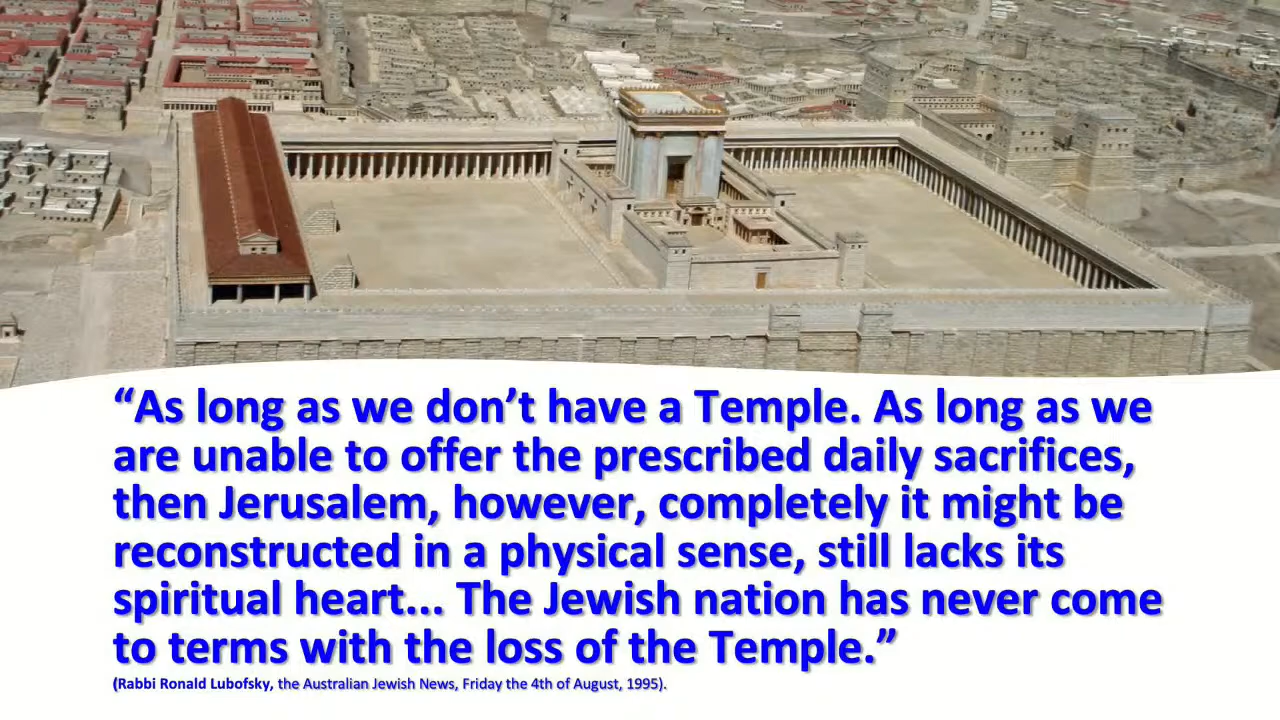 “As long as we don’t have a Temple. As long as we
are unable to offer the prescribed daily sacrifices,
then Jerusalem, however, completely it might be
reconstructed in a physical sense, still lacks its
spiritual heart... The Jewish nation has never come
to terms with the loss of the Temple.”
(Rabbi Ronald Lubofsky, the Australian Jewish News, Friday the 4th of August, 1995).